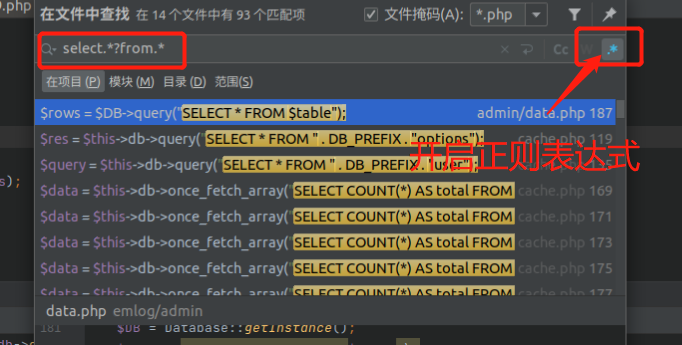 0.php
在文件中查找 在 14 个文件中有 93 个匹配项
文件掩码(A): *.php
select.*?from.*
Cc W .*
在项目 (P) 模块 (M) 目录 (D) 范围(S)
$rows = $DB->query("SELECT * FROM $table"); admin/data.php 187
$res = $this->db->query("SELECT * FROM " . DB_PREFIX . "options"); cache.php 119
开启正则表达式
$query = $this->db->query("SELECT * FROM " . DB_PREFIX . "user"); cache.php 125
$data = $this->db->once_fetch_array("SELECT COUNT(*) AS total FROM cache.php 169
$data = $this->db->once_fetch_array("SELECT COUNT(*) AS total FROM cache.php 171
s);
$data = $this->db->once_fetch_array("SELECT COUNT(*) AS total FROM cache.php 173
$data = $this->db->once_fetch_array("SELECT COUNT(*) AS total FROM cache.php 175
$data = $this->db->once_fetch_array("SELECT COUNT(*) AS total FROM cache.php 177
data.php emlog/admin
181 $DB = Database::getInstance();